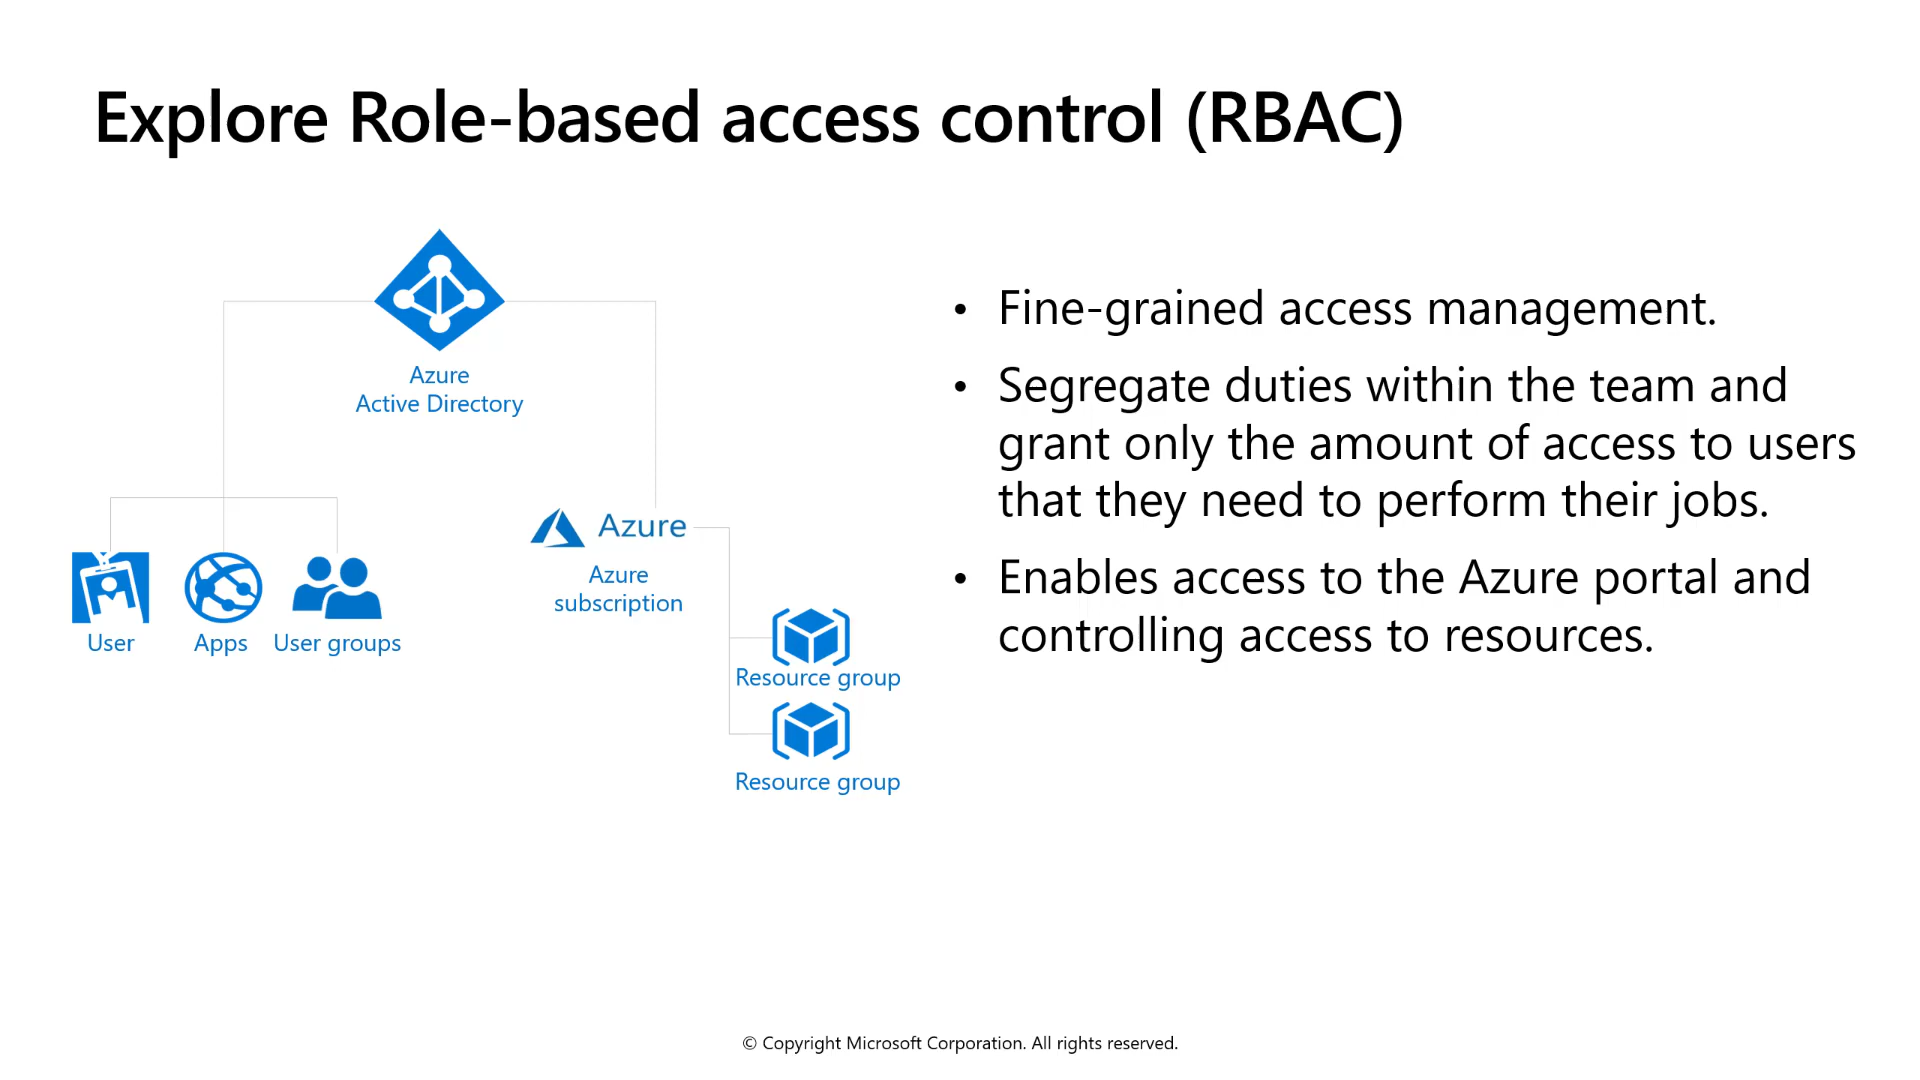 Explore Role-based access control (RBAC)
Azure
Active Directory
User
Apps
User groups
Azure
Azure
subscription
Resource group
Resource group
• Fine-grained access management.
• Segregate duties within the team and
grant only the amount of access to users
that they need to perform their jobs.
• Enables access to the Azure portal and
controlling access to resources.
© Copyright Microsoft Corporation. All rights reserved.